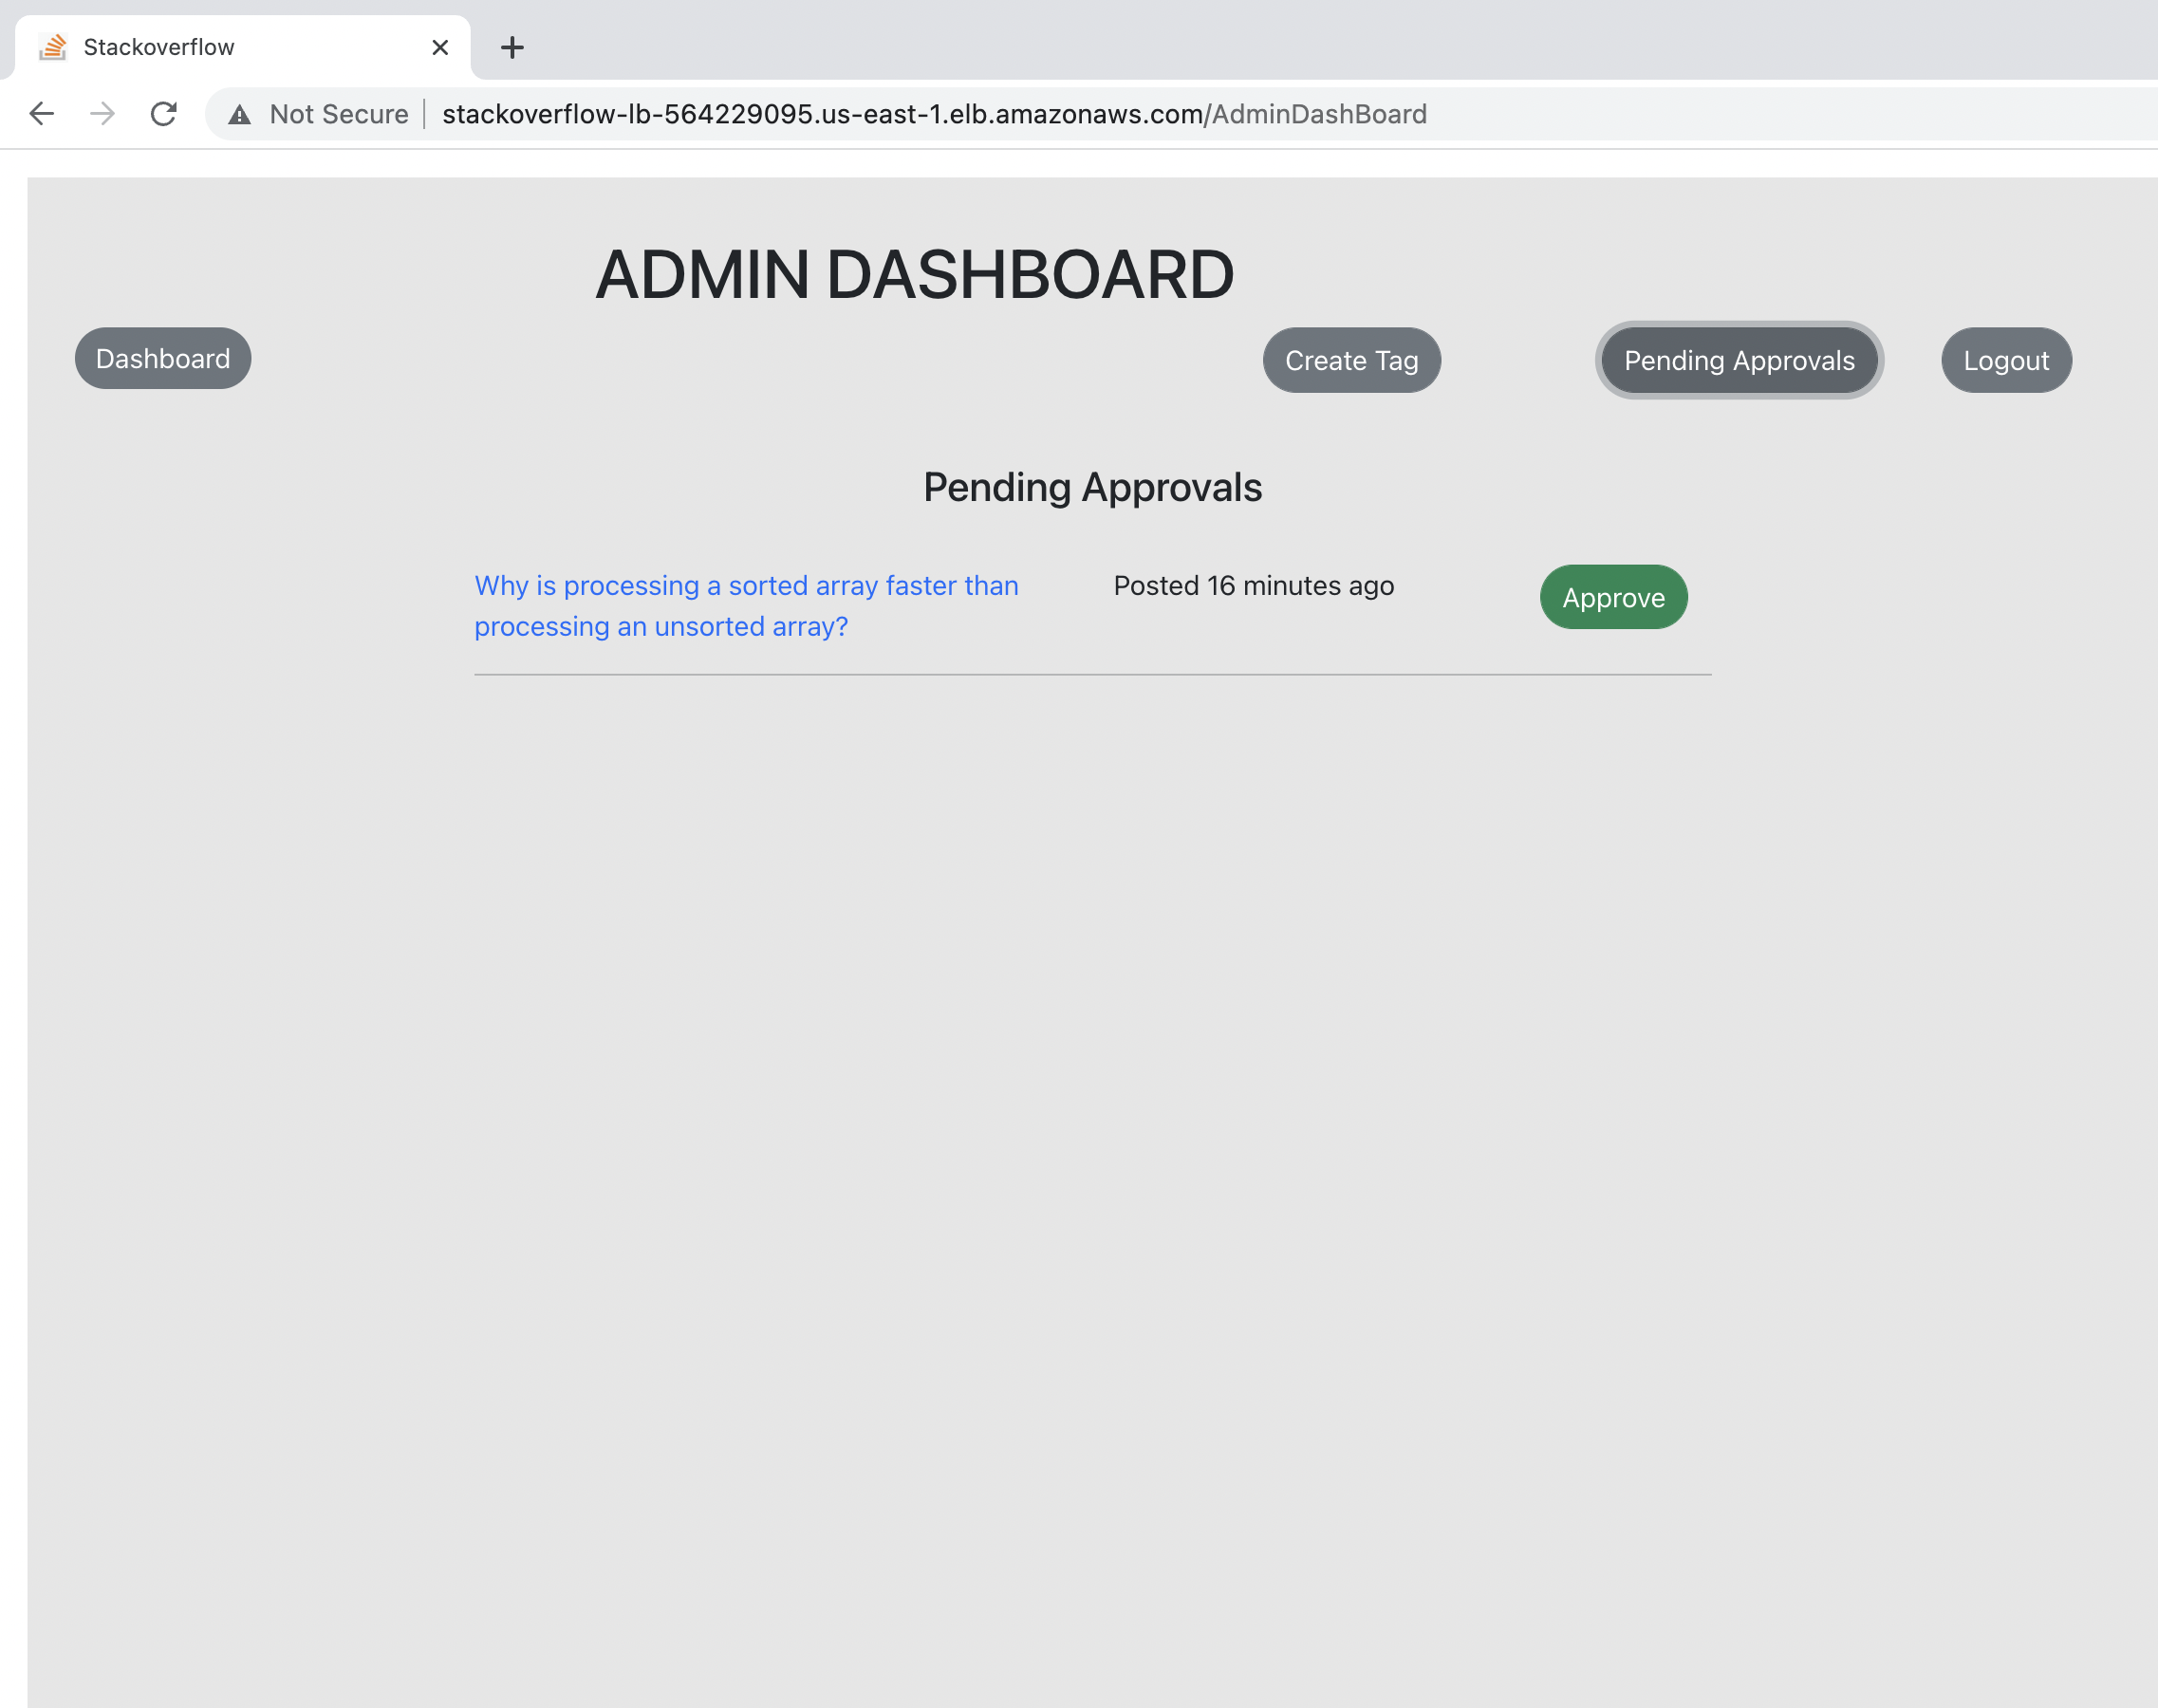 Stackoverflow
Not Secure | stackoverflow-lb-564229095.us-east-1.elb.amazonaws.com/AdminDashBoard
ADMIN DASHBOARD
Dashboard
Create Tag
Pending Approvals
Logout
Pending Approvals
Why is processing a sorted array faster than
processing an unsorted array?
Posted 16 minutes ago
Approve